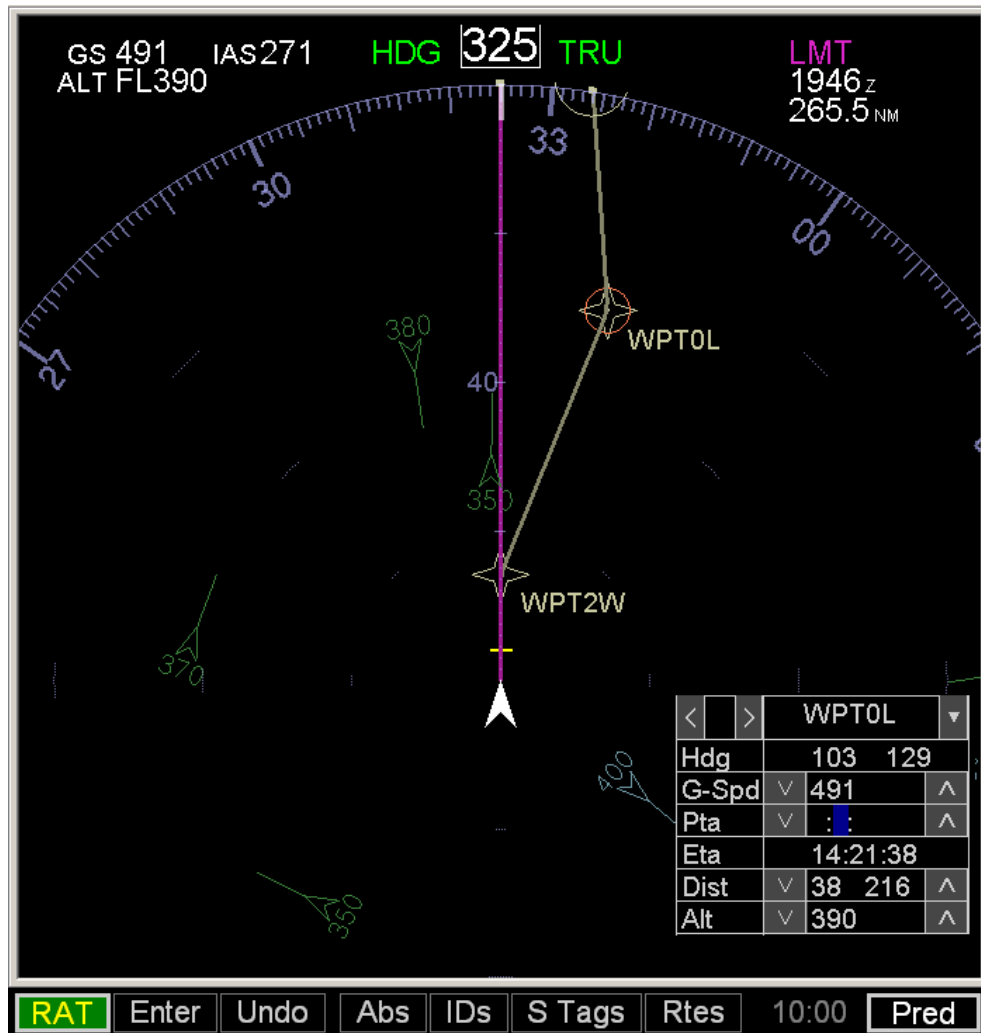 GS 491 IAS 271 HDG 325 TRU LMT
ALT FL390 1946 Z
265.5 NM
33
30
00
27
380
WPT0L
40
350
WPT2W
370
< > WPT0L ▼
Hdg 103 129
400
G-Spd V 491 ʌ
Pta V : : ʌ
Eta 14:21:38
Dist V 38 216 ʌ
Alt V 390 ʌ
350
RAT Enter Undo Abs IDs S Tags Rtes 10:00 Pred